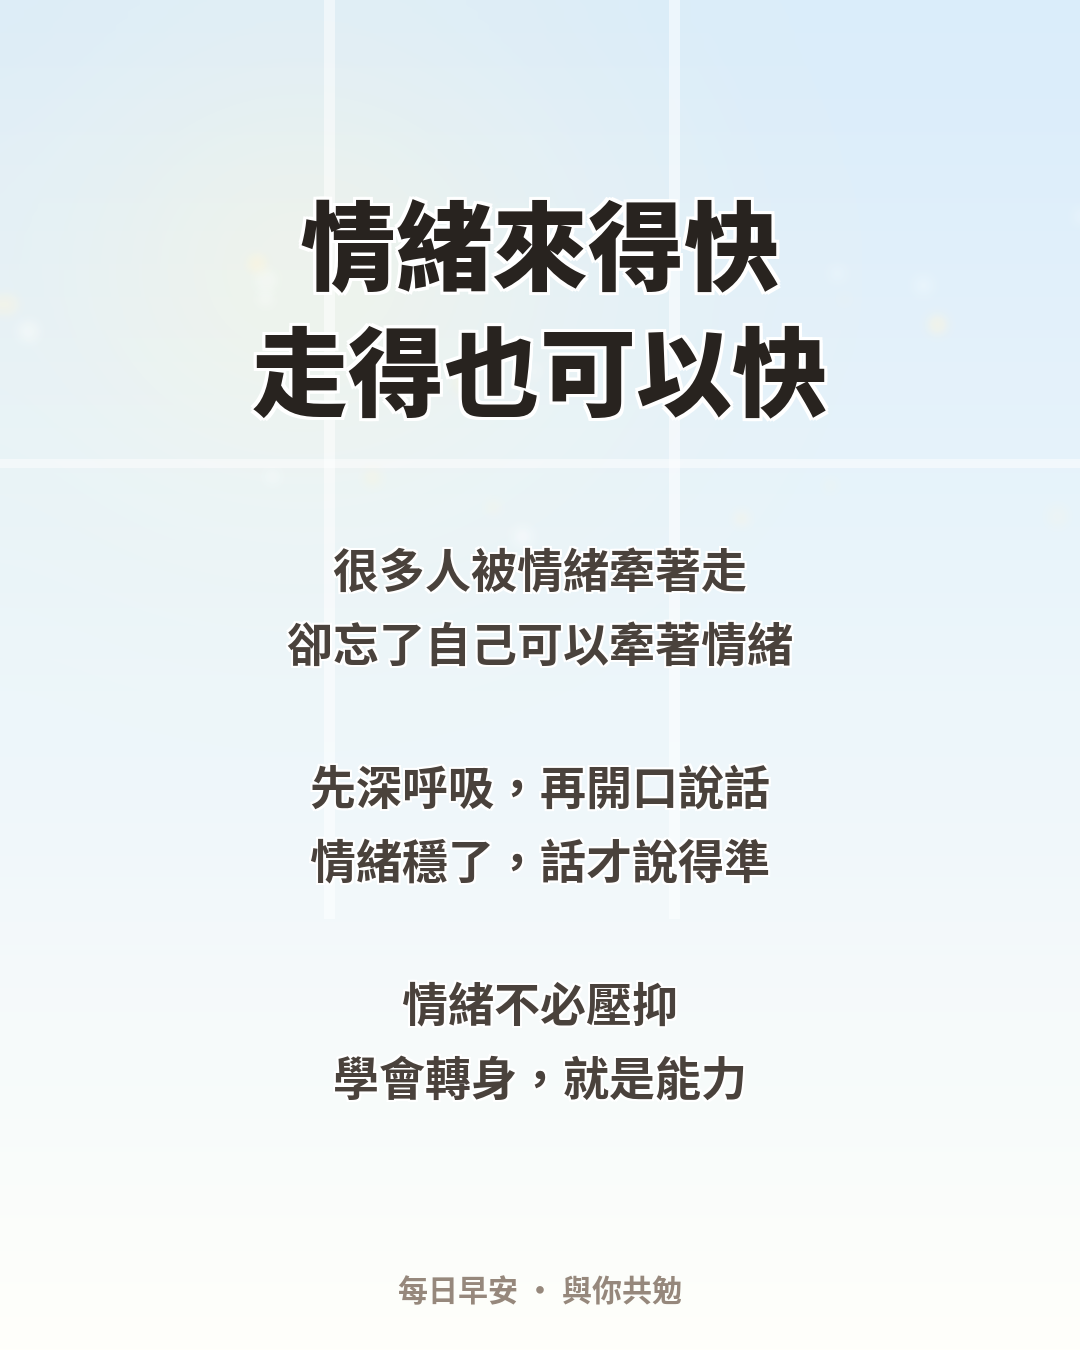 情緒來得快
走得也可以快
很多人被情緒牽著走
卻忘了自己可以牽著情緒
先深呼吸，再開口說話
情緒穩了，話才說得準
情緒不必壓抑
學會轉身，就是能力
每日早安 · 與你共勉